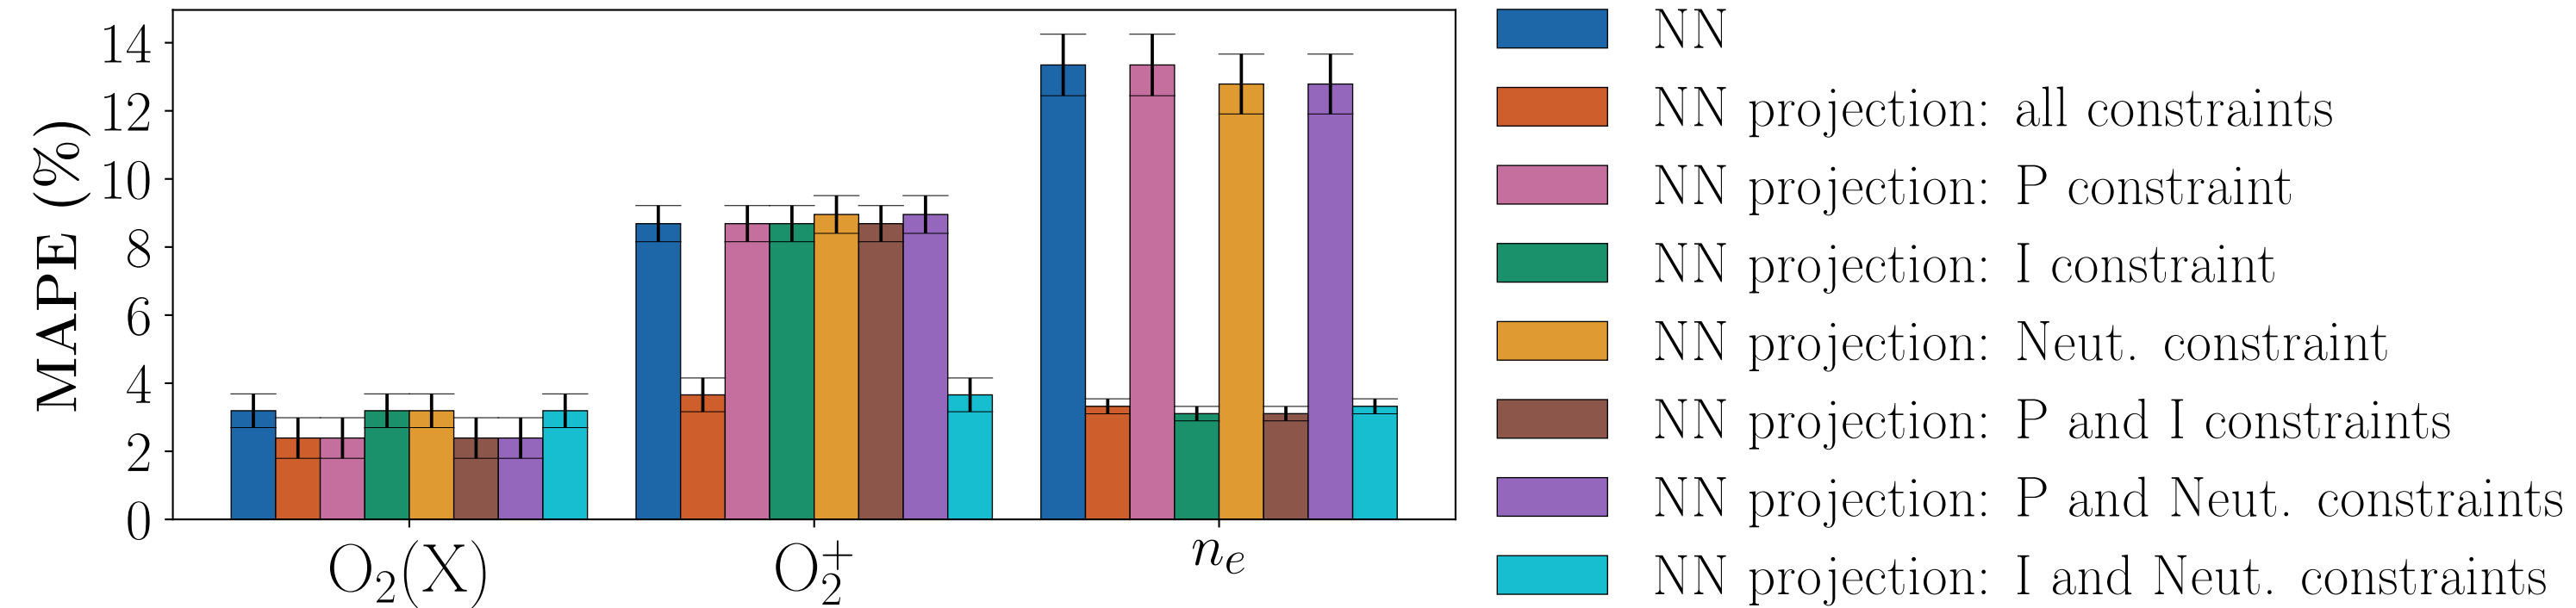 MAPE (%)
14
12
10
8
6
4
2
0
O₂(X)
O₂⁺
nₑ
NN
NN projection: all constraints
NN projection: P constraint
NN projection: I constraint
NN projection: Neut. constraint
NN projection: P and I constraints
NN projection: P and Neut. constraints
NN projection: I and Neut. constraints